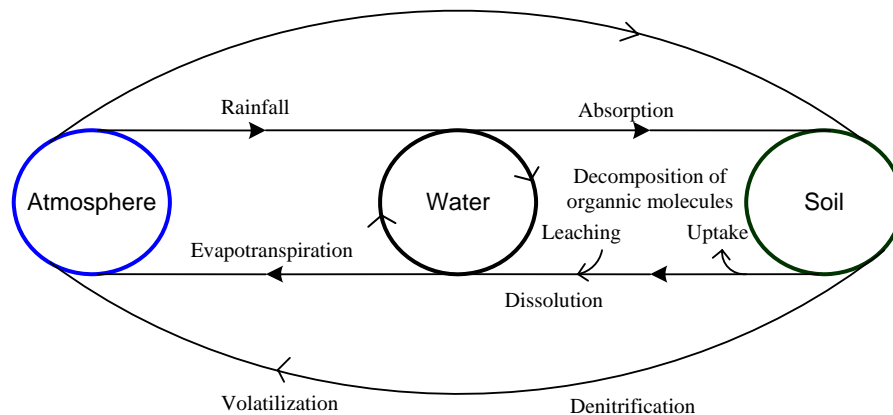 Rainfall
Absorption
Atmosphere
Water
Decomposition of
organnic molecules
Soil
Evapotranspiration
Leaching
Uptake
Dissolution
Volatilization
Denitrification